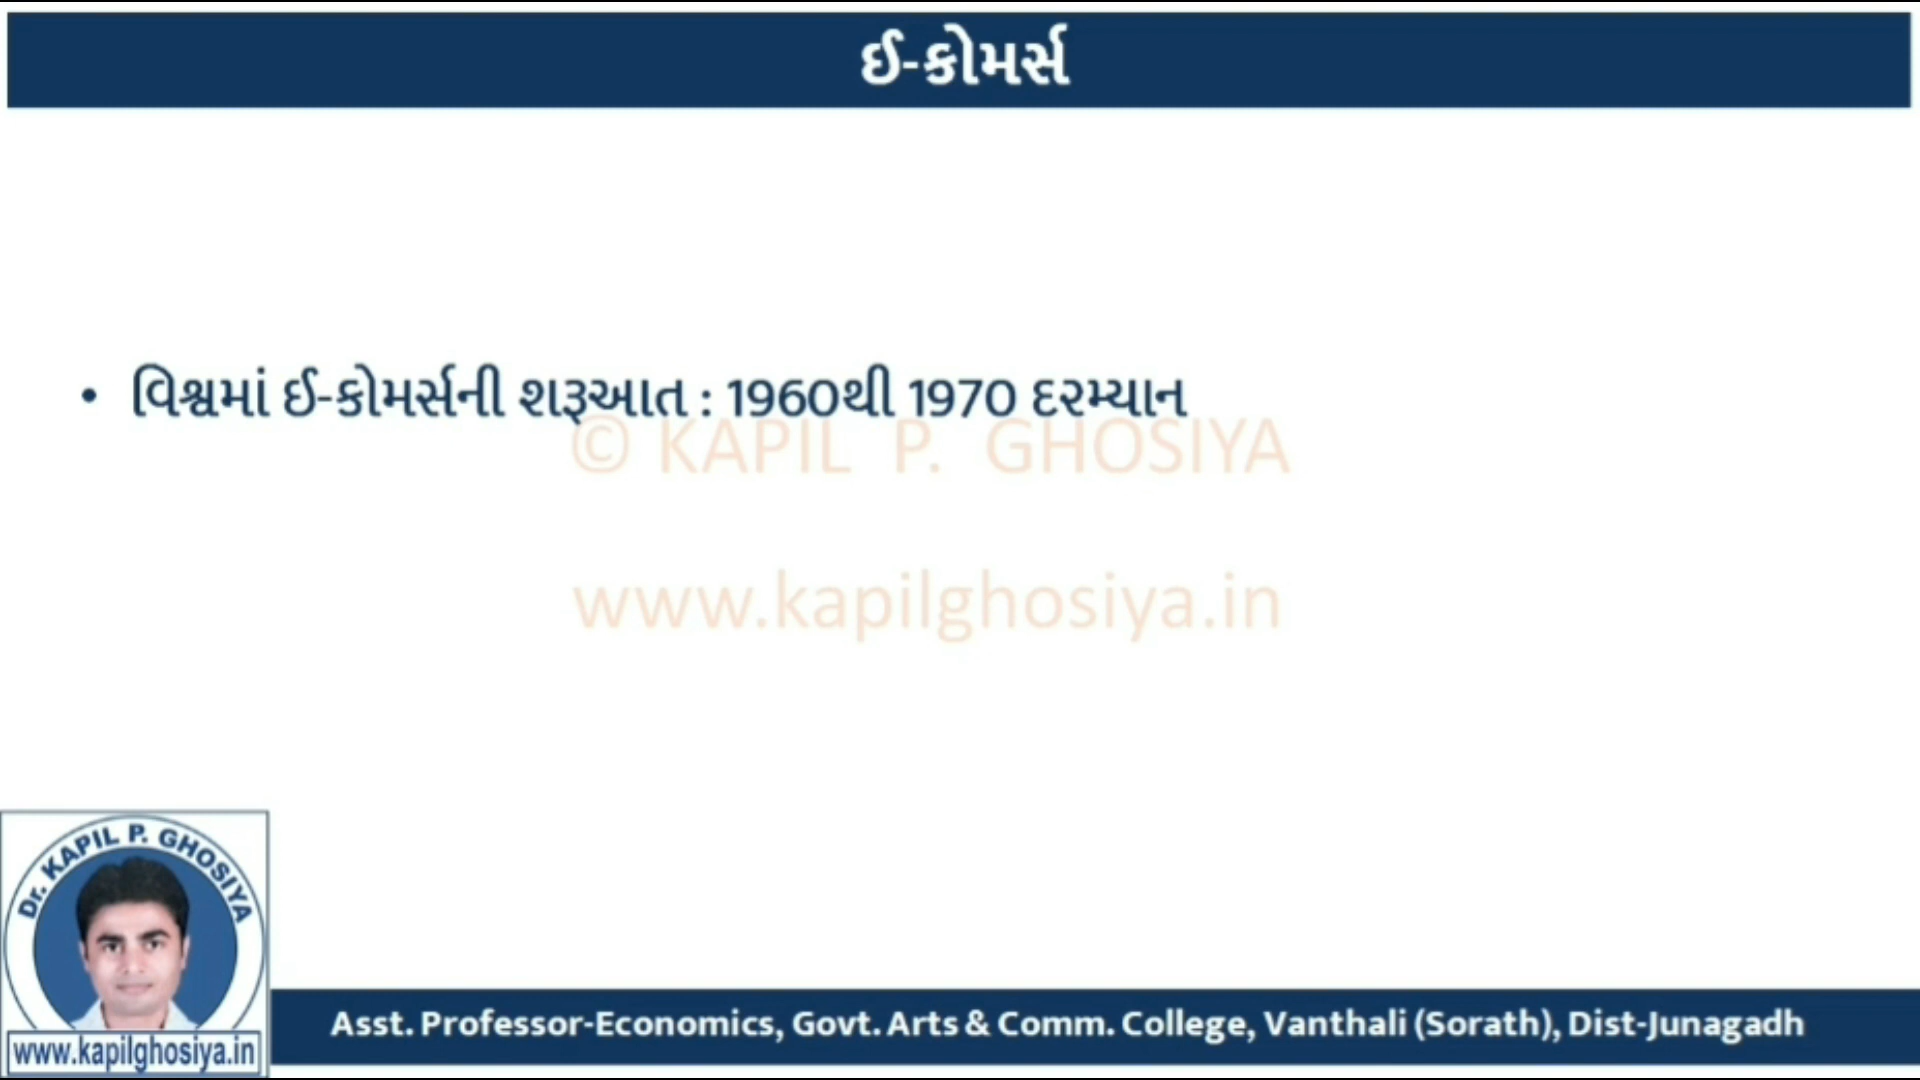 ઈ-કોમર્સ
• વિશ્વમાં ઈ-કોમર્સની શરૂઆત : 1960થી 1970 દરમ્યાન
© KAPIL P. GHOSIYA
www.kapilghosiya.in
Dr. KAPIL P. GHOSIYA
www.kapilghosiya.in
Asst. Professor-Economics, Govt. Arts & Comm. College, Vanthali (Sorath), Dist-Junagadh